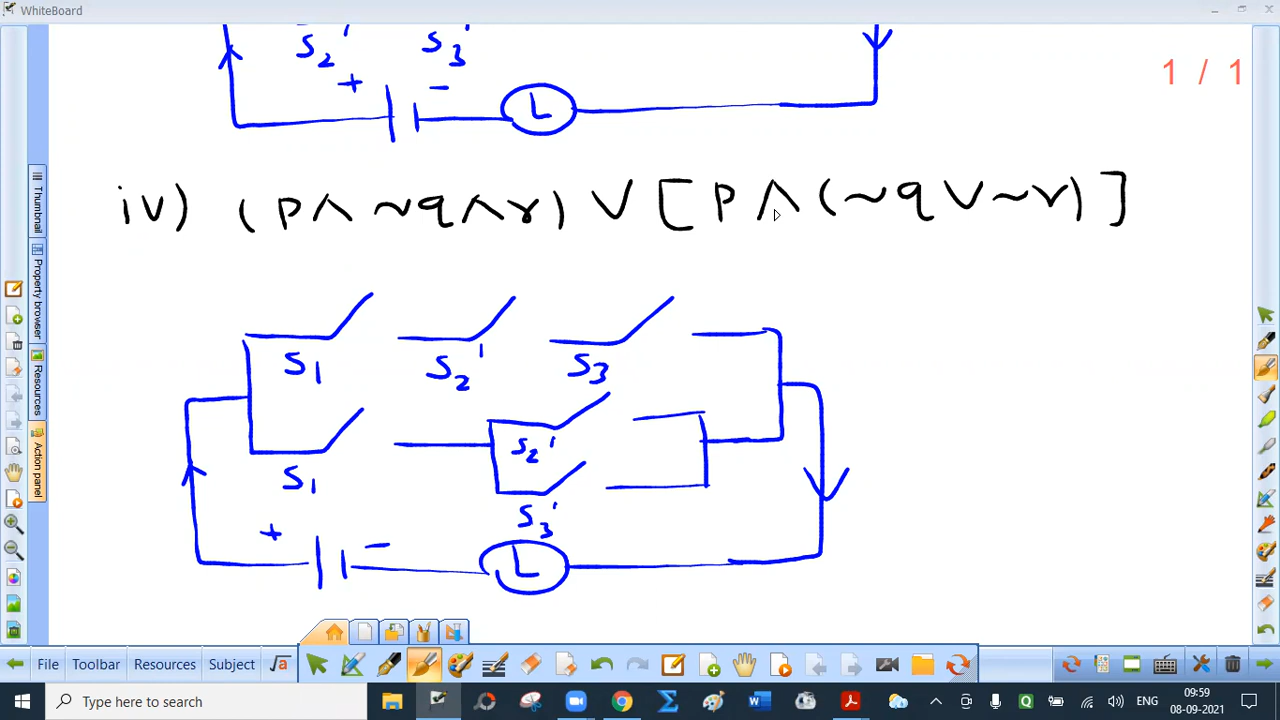 WhiteBoard
S2' S3'
+ -
L
1 / 1
iv) (p∧ ~q∧r) ∨ [p∧(~q∨~r)]
S1 S2' S3
S1 S2'
S3'
+ -
L
Thumbnail
Property browser
Resources
Action panel
File Toolbar Resources Subject √a
Type here to search
ENG
09:59
08-09-2021